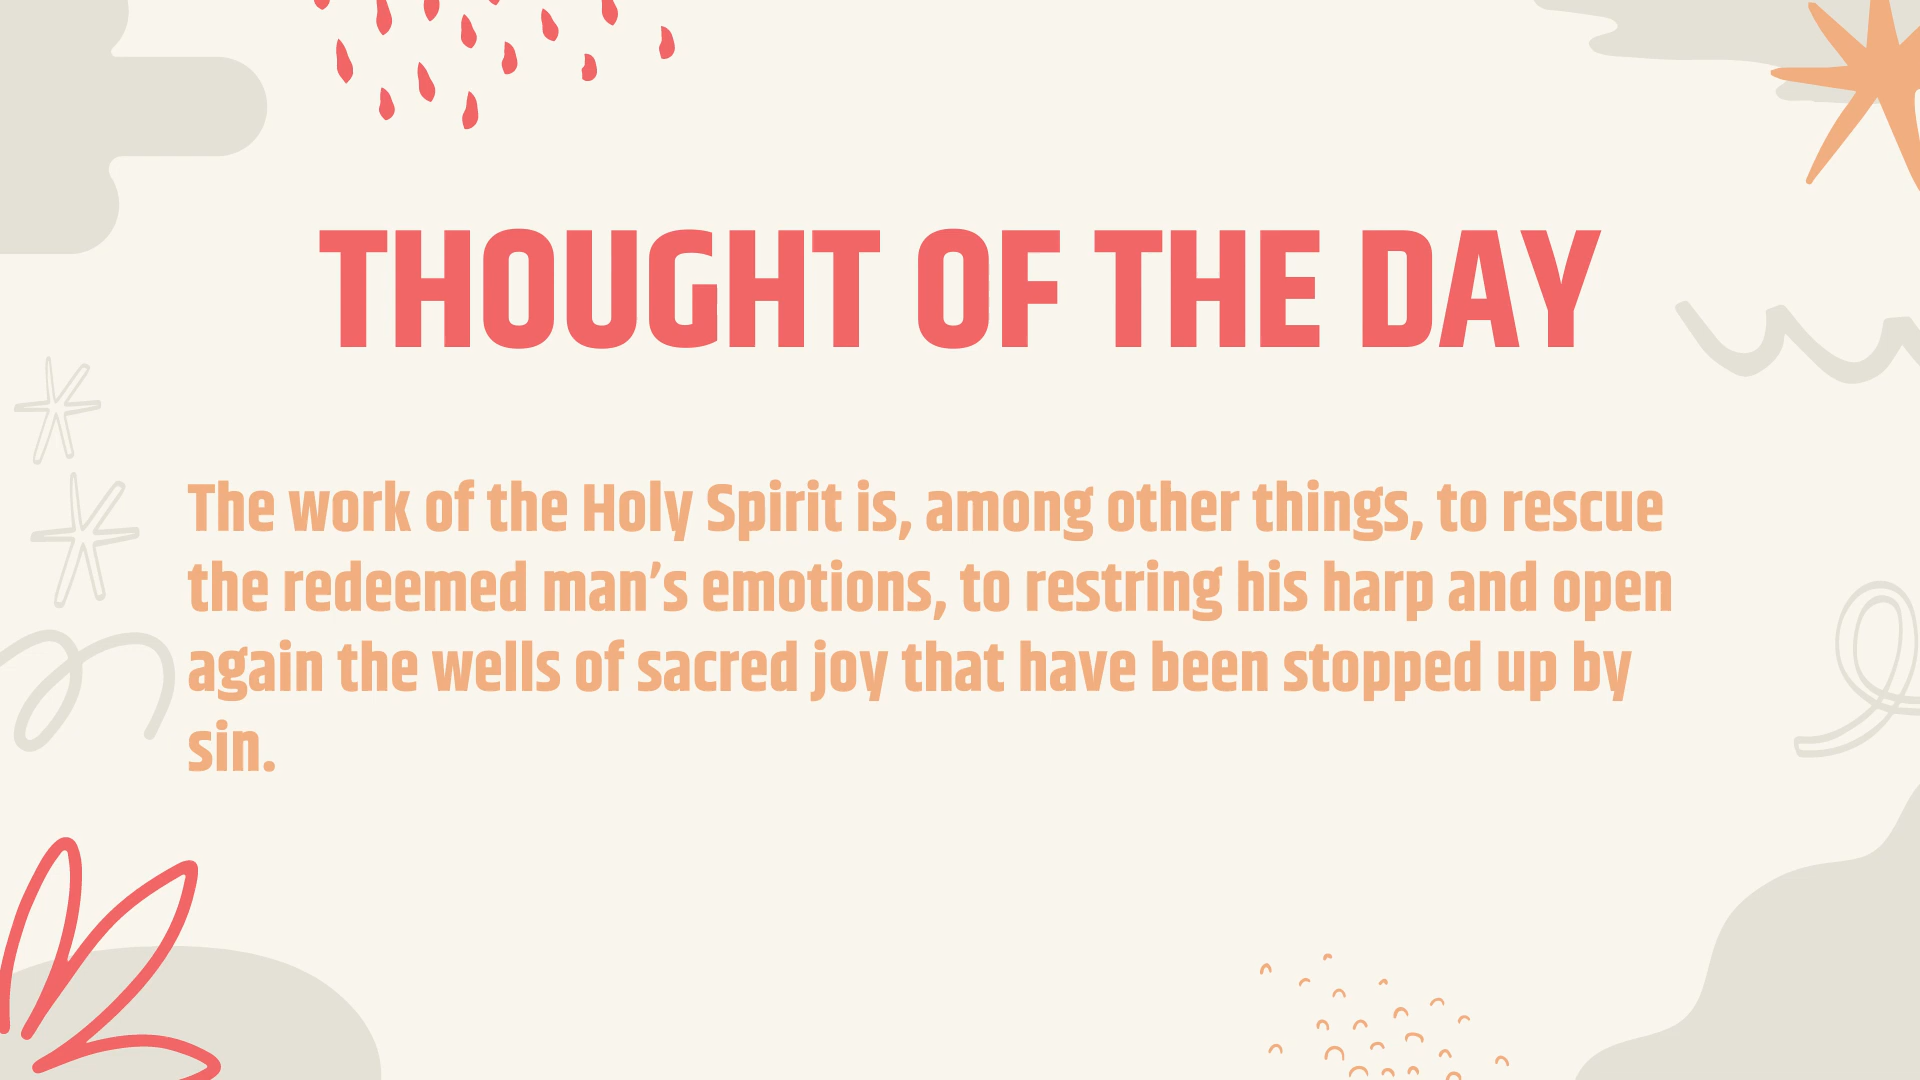 THOUGHT OF THE DAY
The work of the Holy Spirit is, among other things, to rescue
the redeemed man’s emotions, to restring his harp and open
again the wells of sacred joy that have been stopped up by
sin.